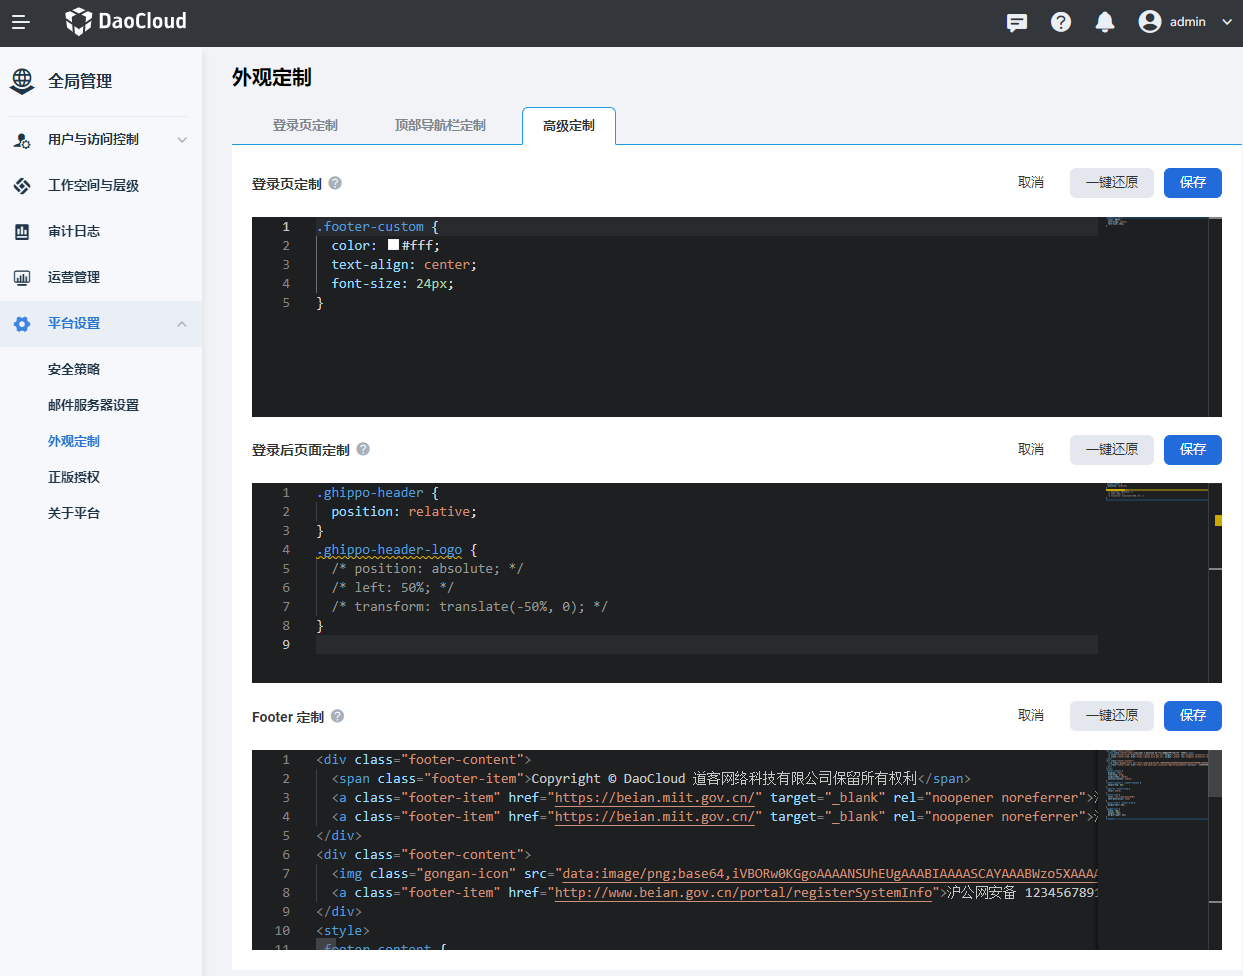 DaoCloud
admin
全局管理
用户与访问控制
工作空间与层级
审计日志
运营管理
平台设置
安全策略
邮件服务器设置
外观定制
正版授权
关于平台
外观定制
登录页定制 顶部导航栏定制 高级定制
登录页定制 取消 一键还原 保存
1 .footer-custom {
2 color: #fff;
3 text-align: center;
4 font-size: 24px;
5 }
登录后页面定制 取消 一键还原 保存
1 .ghippo-header {
2 position: relative;
3 }
4 .ghippo-header-logo {
5 /* position: absolute; */
6 /* left: 50%; */
7 /* transform: translate(-50%, 0); */
8 }
9
Footer 定制 取消 一键还原 保存
1 <div class="footer-content">
2 <span class="footer-item">Copyright © DaoCloud 道客网络科技有限公司保留所有权利</span>
3 <a class="footer-item" href="https://beian.miit.gov.cn/" target="_blank" rel="noopener noreferrer">
4 <a class="footer-item" href="https://beian.miit.gov.cn/" target="_blank" rel="noopener noreferrer">
5 </div>
6 <div class="footer-content">
7 <img class="gongan-icon" src="data:image/png;base64,iVBORw0KGgoAAAANSUhEUgAAABIAAAASCAYAAABWzo5XAAAA
8 <a class="footer-item" href="http://www.beian.gov.cn/portal/registerSystemInfo">沪公网安备 1234567891
9 </div>
10 <style>
11 .footer-content {